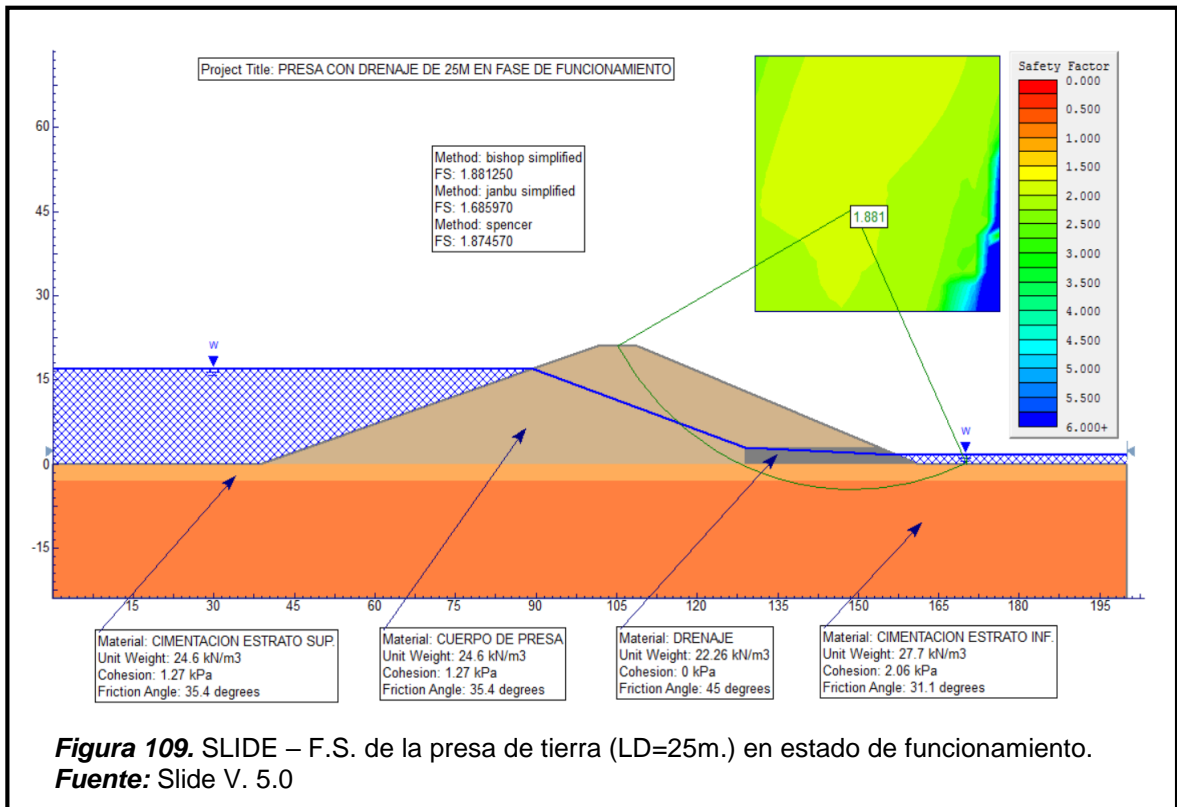 Project Title: PRESA CON DRENAJE DE 25M EN FASE DE FUNCIONAMIENTO
Safety Factor
0.000
0.500
1.000
1.500
2.000
2.500
3.000
3.500
4.000
4.500
5.000
5.500
6.000+
Method: bishop simplified
FS: 1.881250
Method: janbu simplified
FS: 1.685970
Method: spencer
FS: 1.874570
1.881
W
W
60
45
30
15
0
-15
15
30
45
60
75
90
105
120
135
150
165
180
195
Material: CIMENTACION ESTRATO SUP.
Unit Weight: 24.6 kN/m3
Cohesion: 1.27 kPa
Friction Angle: 35.4 degrees
Material: CUERPO DE PRESA
Unit Weight: 24.6 kN/m3
Cohesion: 1.27 kPa
Friction Angle: 35.4 degrees
Material: DRENAJE
Unit Weight: 22.26 kN/m3
Cohesion: 0 kPa
Friction Angle: 45 degrees
Material: CIMENTACION ESTRATO INF.
Unit Weight: 27.7 kN/m3
Cohesion: 2.06 kPa
Friction Angle: 31.1 degrees
Figura 109. SLIDE – F.S. de la presa de tierra (LD=25m.) en estado de funcionamiento.
Fuente: Slide V. 5.0